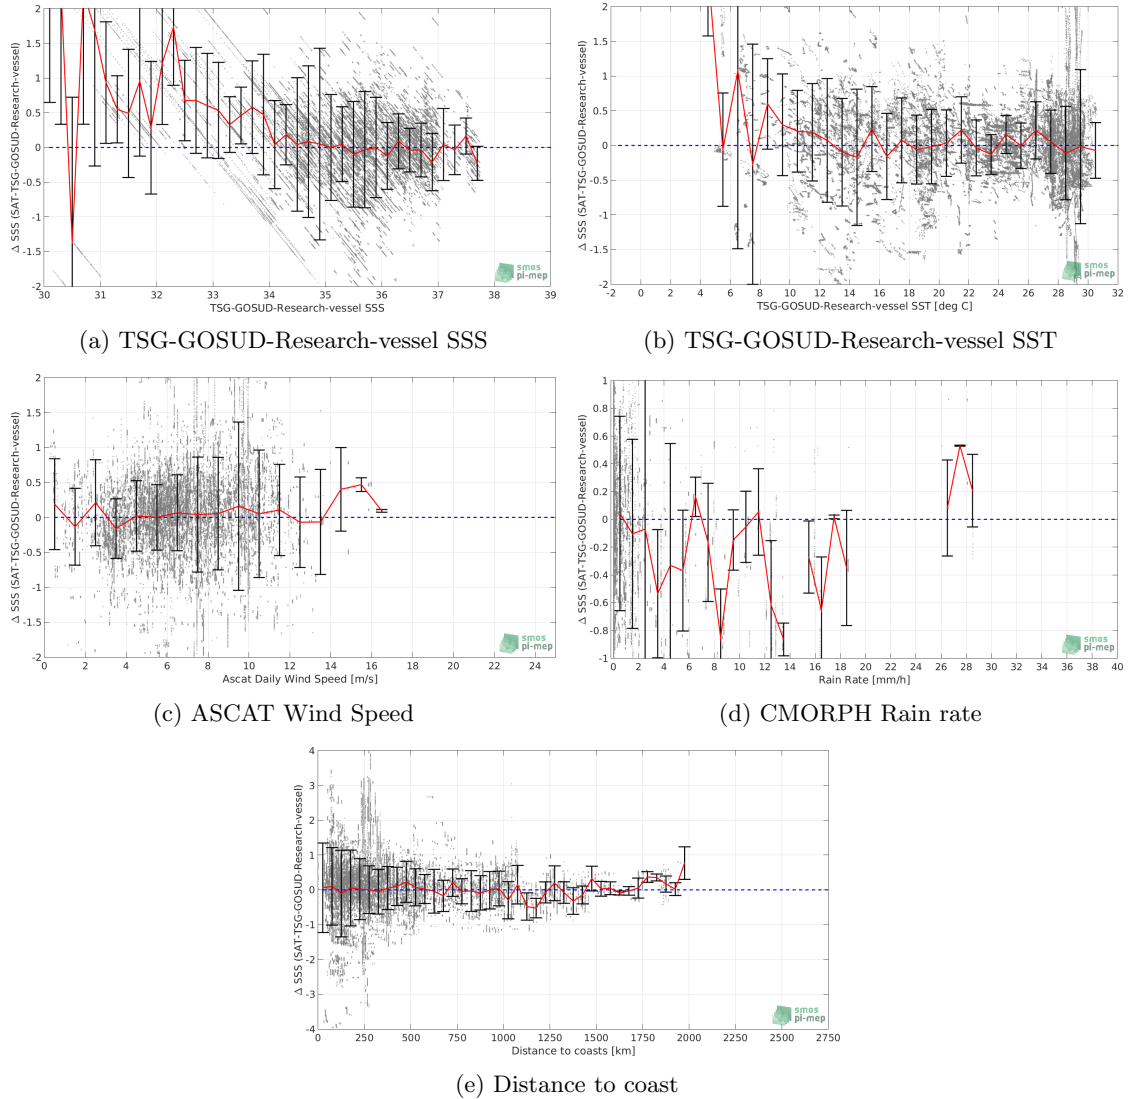 2
1.5
1
0.5
0
-0.5
-1
-1.5
-2
Δ SSS (SAT-TSG-GOSUD-Research-vessel)
30 31 32 33 34 35 36 37 38 39
TSG-GOSUD-Research-vessel SSS
smos
pi-mep
(a) TSG-GOSUD-Research-vessel SSS
2
1.5
1
0.5
0
-0.5
-1
-1.5
-2
Δ SSS (SAT-TSG-GOSUD-Research-vessel)
-2 0 2 4 6 8 10 12 14 16 18 20 22 24 26 28 30 32
TSG-GOSUD-Research-vessel SST [deg C]
smos
pi-mep
(b) TSG-GOSUD-Research-vessel SST
2
1.5
1
0.5
0
-0.5
-1
-1.5
-2
Δ SSS (SAT-TSG-GOSUD-Research-vessel)
0 2 4 6 8 10 12 14 16 18 20 22 24
Ascat Daily Wind Speed [m/s]
smos
pi-mep
(c) ASCAT Wind Speed
1
0.8
0.6
0.4
0.2
0
-0.2
-0.4
-0.6
-0.8
-1
Δ SSS (SAT-TSG-GOSUD-Research-vessel)
0 2 4 6 8 10 12 14 16 18 20 22 24 26 28 30 32 34 36 38 40
Rain Rate [mm/h]
smos
pi-mep
(d) CMORPH Rain rate
4
3
2
1
0
-1
-2
-3
-4
Δ SSS (SAT-TSG-GOSUD-Research-vessel)
0 250 500 750 1000 1250 1500 1750 2000 2250 2500 2750
Distance to coasts [km]
smos
pi-mep
(e) Distance to coast